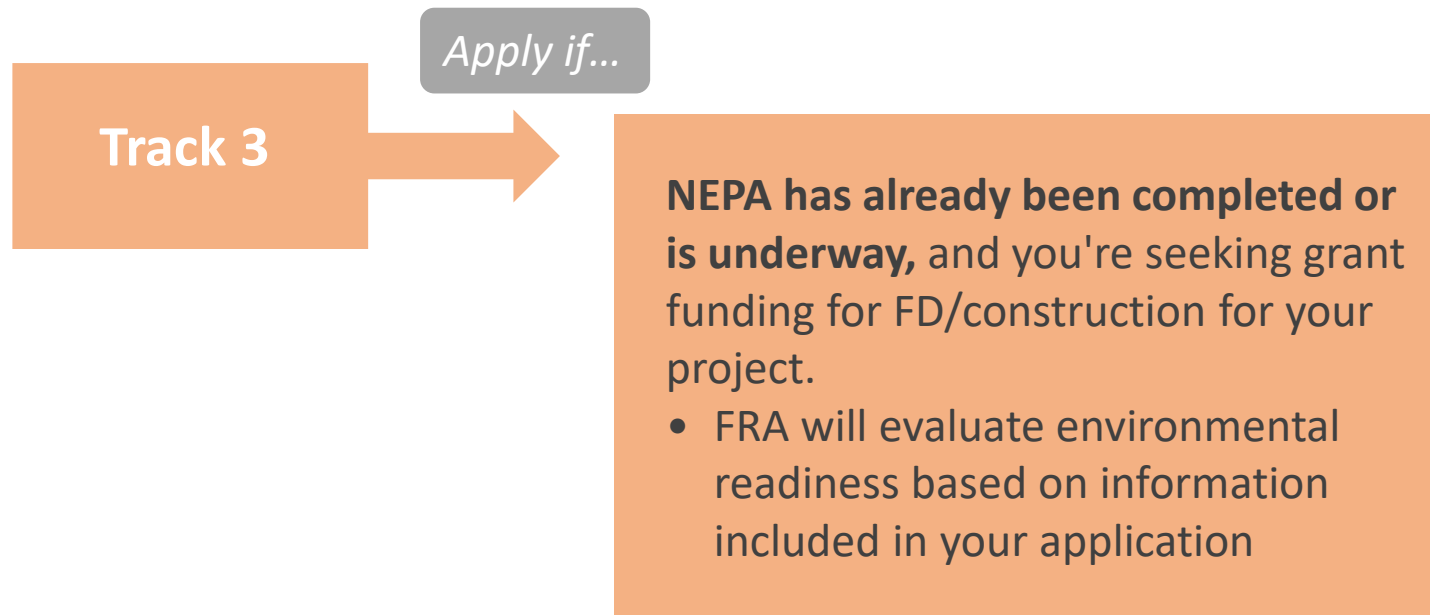 Apply if…
Track 3
NEPA has already been completed or
is underway, and you're seeking grant
funding for FD/construction for your
project.
• FRA will evaluate environmental
readiness based on information
included in your application